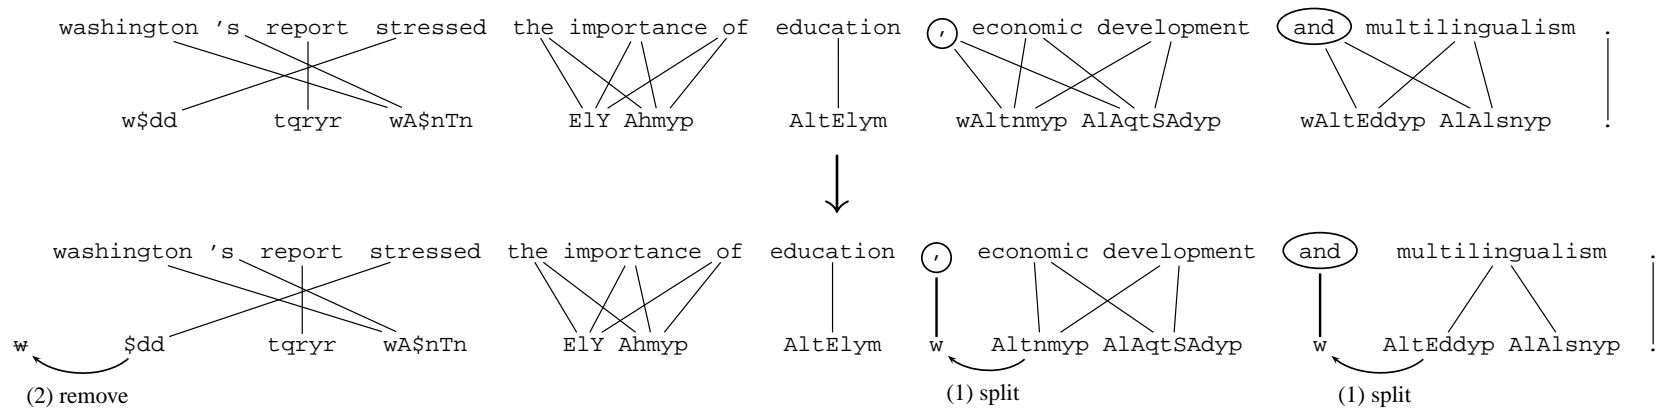 washington 's report stressed the importance of education , economic development and multilingualism .
w$dd tqryr wA$nTn ElY Ahmyp AltElym wAltnmyp AlAqtSAdyp wAltEddyp AlAlsnyp .
washington 's report stressed the importance of education , economic development and multilingualism .
w $dd tqryr wA$nTn ElY Ahmyp AltElym w Altnmyp AlAqtSAdyp w AltEddyp AlAlsnyp .
(2) remove (1) split (1) split